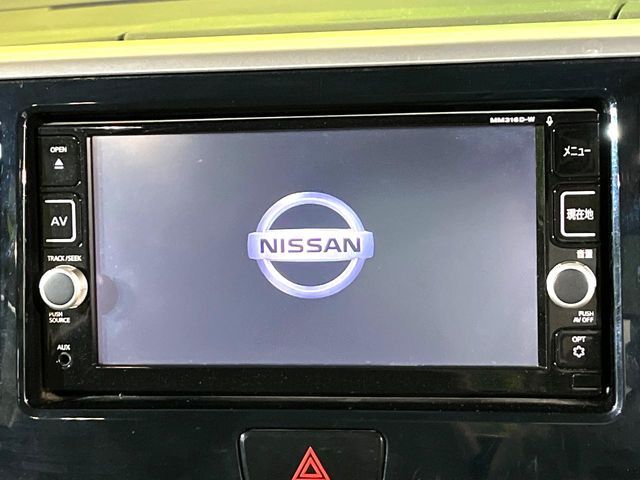 MM316D-W
OPEN
メニュー
AV
現在地
NISSAN
TRACK/SEEK
音量
PUSH
SOURCE
PUSH
AV OFF
AUX
OPT